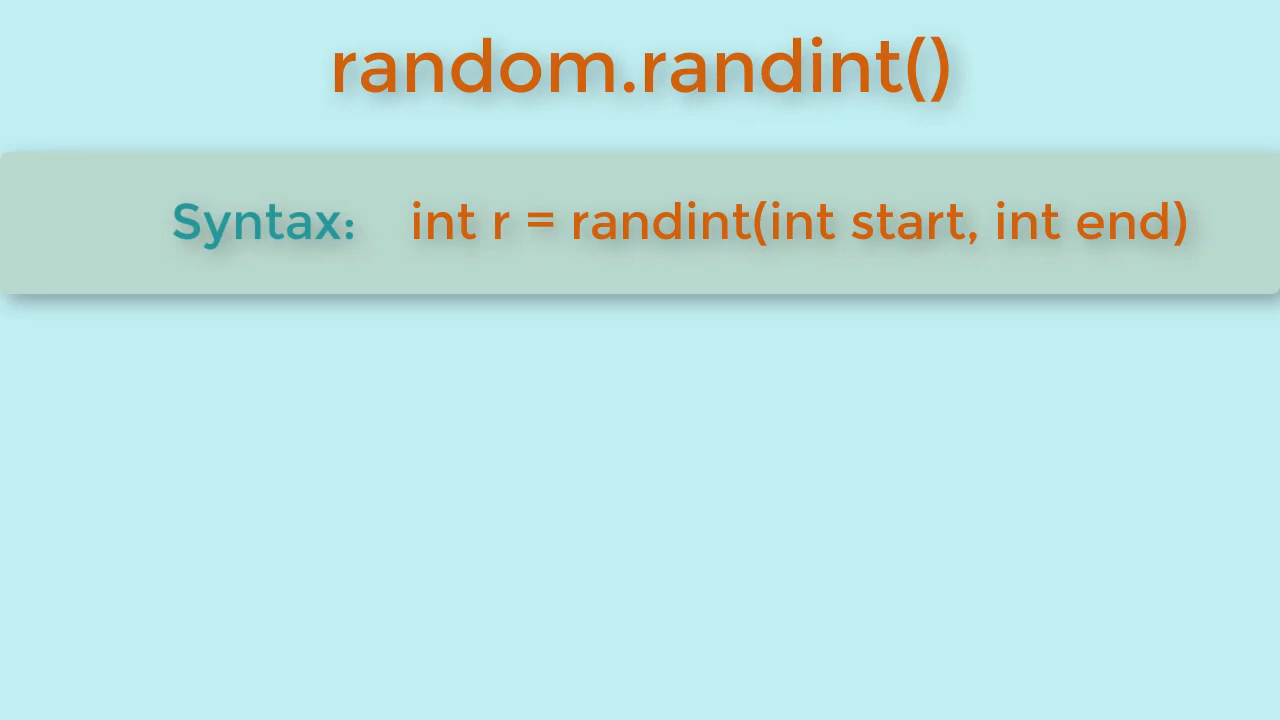 random.randint()
Syntax: int r = randint(int start, int end)